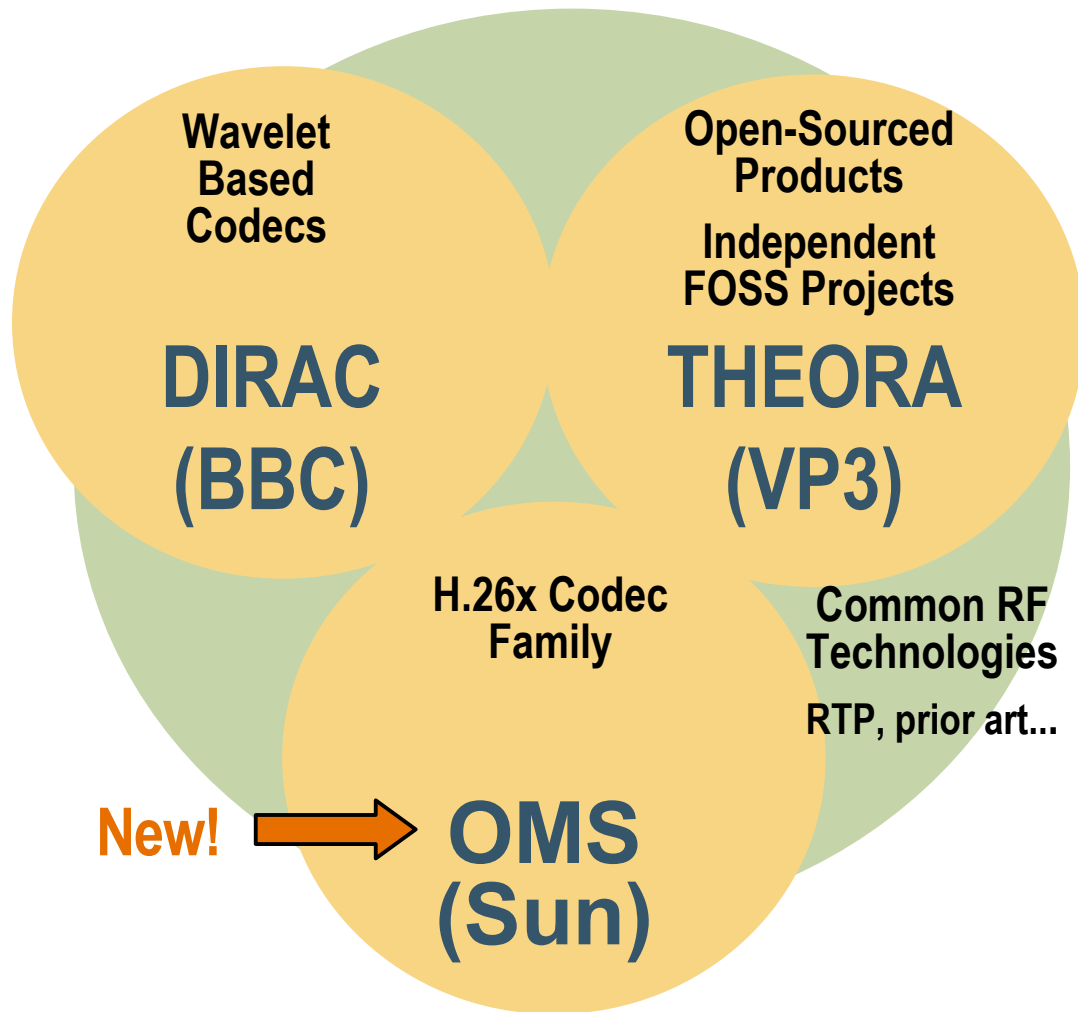 Wavelet
Based
Codecs
DIRAC
(BBC)
Open-Sourced
Products
Independent
FOSS Projects
THEORA
(VP3)
H.26x Codec
Family
Common RF
Technologies
RTP, prior art...
New!
OMS
(Sun)